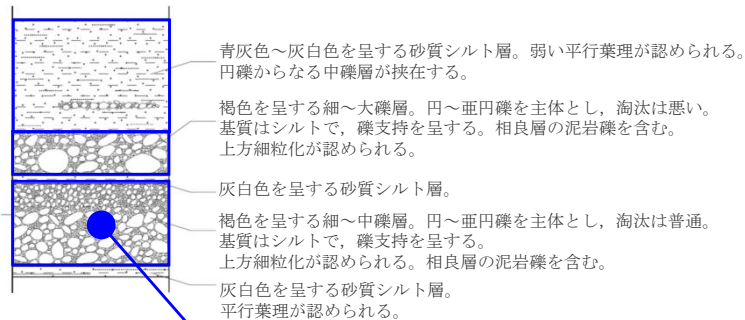 青灰色～灰白色を呈する砂質シルト層。弱い平行葉理が認められる。
円礫からなる中礫層が挟在する。
褐色を呈する細～大礫層。円～亜円礫を主体とし，淘汰は悪い。
基質はシルトで，礫支持を呈する。相良層の泥岩礫を含む。
上方細粒化が認められる。
灰白色を呈する砂質シルト層。
褐色を呈する細～中礫層。円～亜円礫を主体とし，淘汰は普通。
基質はシルトで，礫支持を呈する。
上方細粒化が認められる。相良層の泥岩礫を含む。
灰白色を呈する砂質シルト層。
平行葉理が認められる。